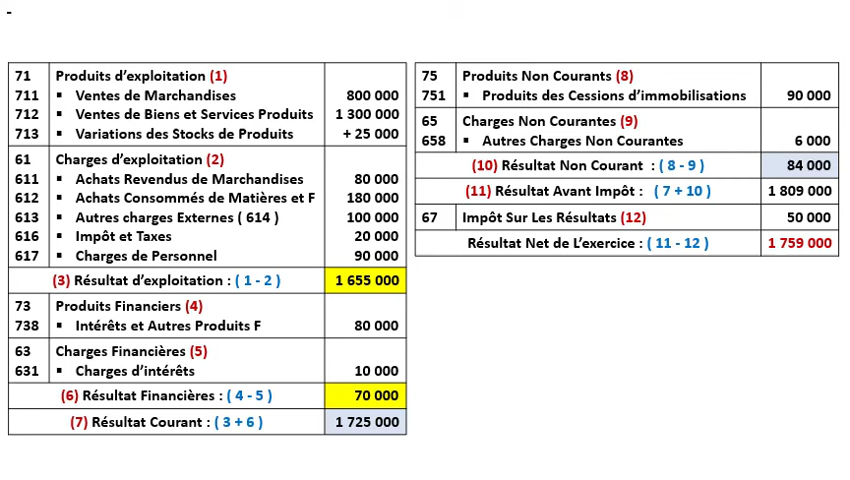 -
71 Produits d'exploitation (1)
711 ▪ Ventes de Marchandises 800 000
712 ▪ Ventes de Biens et Services Produits 1 300 000
713 ▪ Variations des Stocks de Produits + 25 000
61 Charges d'exploitation (2)
611 ▪ Achats Revendus de Marchandises 80 000
612 ▪ Achats Consommés de Matières et F 180 000
613 ▪ Autres charges Externes ( 614 ) 100 000
616 ▪ Impôt et Taxes 20 000
617 ▪ Charges de Personnel 90 000
(3) Résultat d'exploitation : ( 1 - 2 ) 1 655 000
73 Produits Financiers (4)
738 ▪ Intérêts et Autres Produits F 80 000
63 Charges Financières (5)
631 ▪ Charges d'intérêts 10 000
(6) Résultat Financières : ( 4 - 5 ) 70 000
(7) Résultat Courant : ( 3 + 6 ) 1 725 000
75 Produits Non Courants (8)
751 ▪ Produits des Cessions d'immobilisations 90 000
65 Charges Non Courantes (9)
658 ▪ Autres Charges Non Courantes 6 000
(10) Résultat Non Courant : ( 8 - 9 ) 84 000
(11) Résultat Avant Impôt : ( 7 + 10 ) 1 809 000
67 Impôt Sur Les Résultats (12) 50 000
Résultat Net de L'exercice : ( 11 - 12 ) 1 759 000